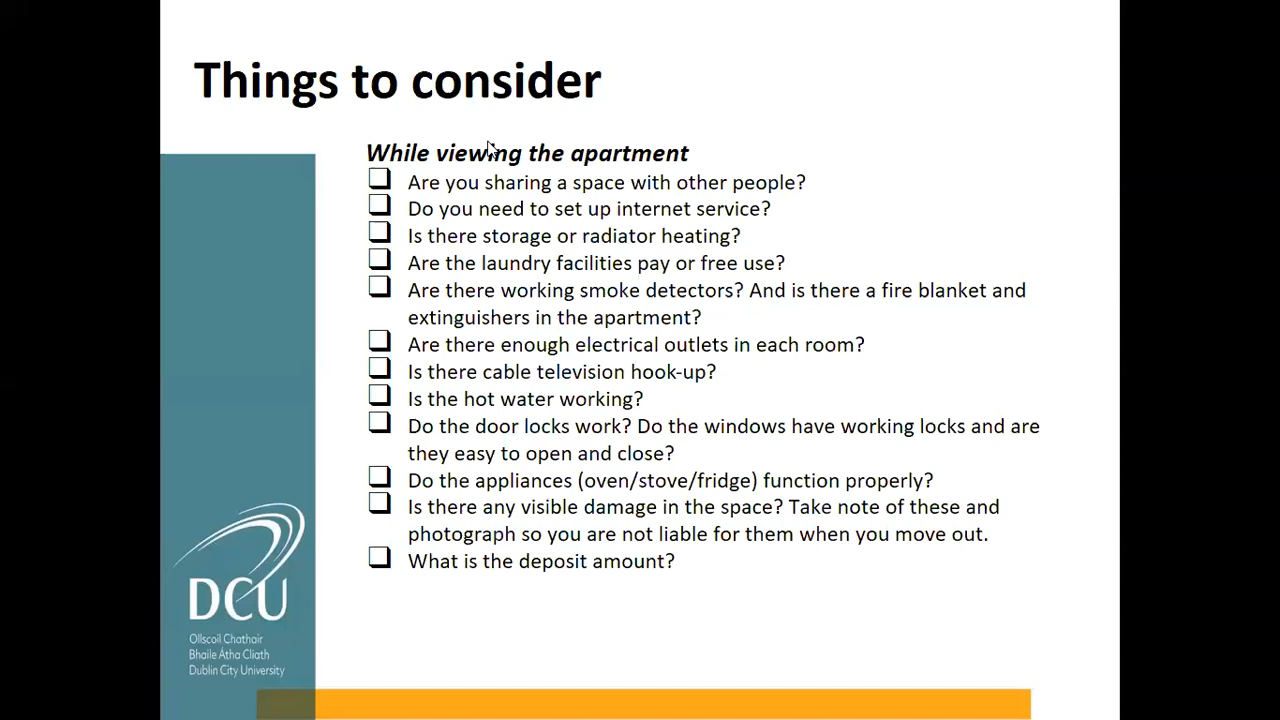 Things to consider
While viewing the apartment
Are you sharing a space with other people?
Do you need to set up internet service?
Is there storage or radiator heating?
Are the laundry facilities pay or free use?
Are there working smoke detectors? And is there a fire blanket and
extinguishers in the apartment?
Are there enough electrical outlets in each room?
Is there cable television hook-up?
Is the hot water working?
Do the door locks work? Do the windows have working locks and are
they easy to open and close?
Do the appliances (oven/stove/fridge) function properly?
Is there any visible damage in the space? Take note of these and
photograph so you are not liable for them when you move out.
What is the deposit amount?
DCU
Ollscoil Chathair
Bhaile Átha Cliath
Dublin City University